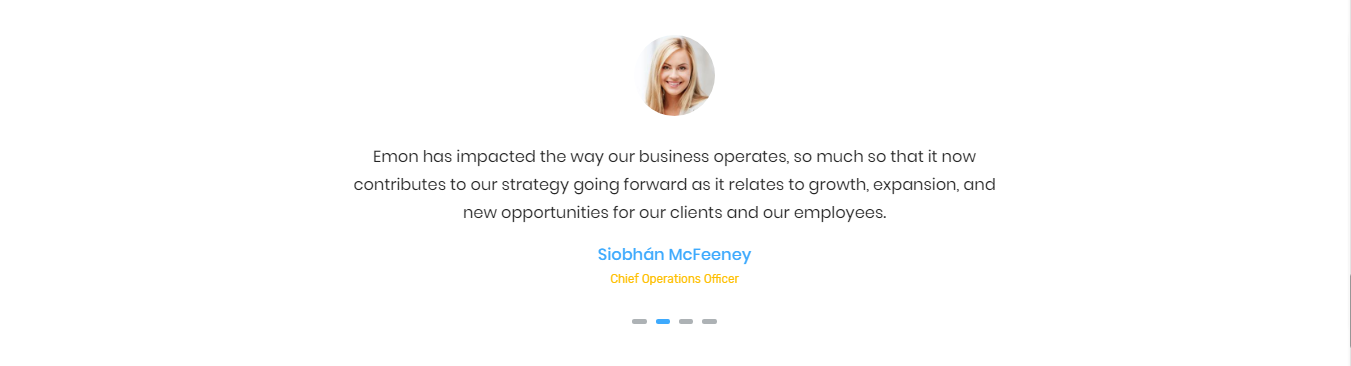 Emon has impacted the way our business operates, so much so that it now
contributes to our strategy going forward as it relates to growth, expansion, and
new opportunities for our clients and our employees.
Siobhán McFeeney
Chief Operations Officer